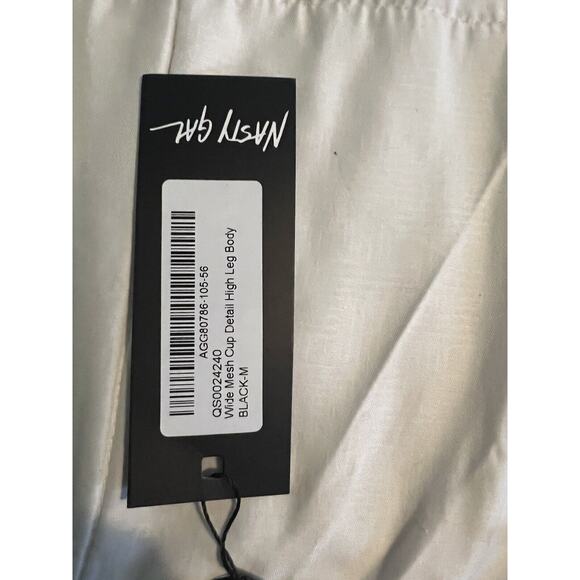 NASTY GAL
AGG80786-105-56
QS0024240
Wide Mesh Cup Detail High Leg Body
BLACK-M